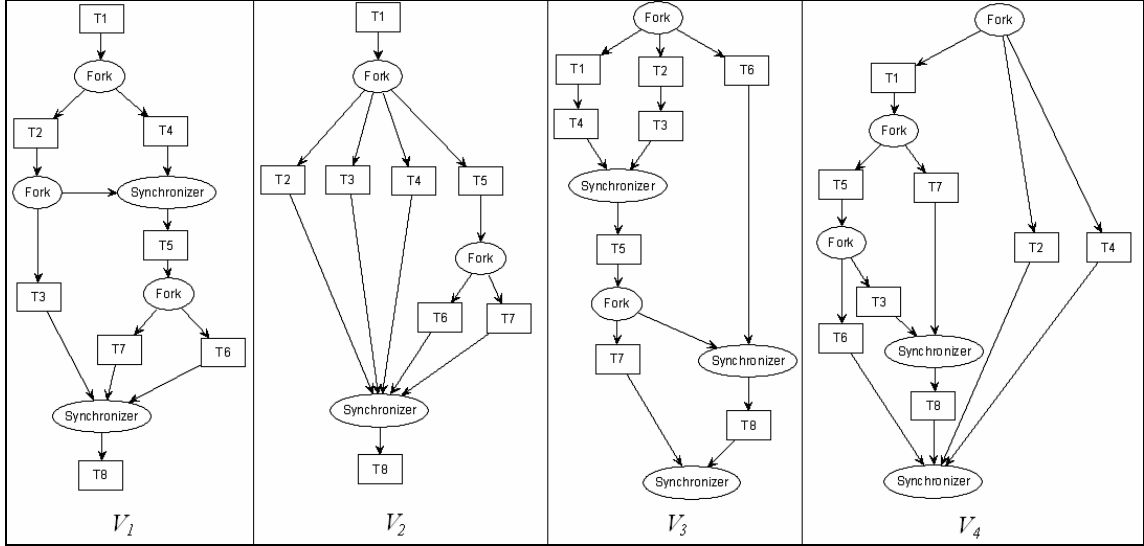 T1
Fork
T2
T4
Fork
Synchronizer
T5
T3
Fork
T7
T6
Synchronizer
T8
V1
T1
Fork
T2
T3
T4
T5
Fork
T6
T7
Synchronizer
T8
V2
Fork
T1
T2
T6
T4
T3
Synchronizer
T5
Fork
T7
Synchronizer
T8
Synchronizer
V3
Fork
T1
Fork
T5
T7
Fork
T2
T4
T3
T6
Synchronizer
T8
Synchronizer
V4